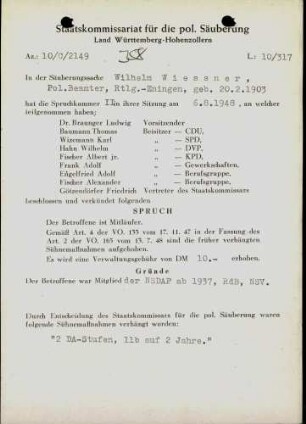 Staatskommissariat für die pol. Säuberung
Land Württemberg-Hohenzollern
Az.: 10/G/2149
L: 10/317
In der Säuberungssache Wilhelm Wiessner,
Pol.Beamter, Rtlg.-Eningen, geb. 20.2.1903
hat die Spruchkammer IIb in ihrer Sitzung am 6.8.1948, an welcher
teilgenommen haben:
Dr. Braunger Ludwig Vorsitzender
Baumann Thomas Beisitzer — CDU,
Wizemann Karl „ — SPD,
Hahn Wilhelm „ — DVP,
Fischer Albert jr. „ — KPD,
Frank Adolf „ — Gewerkschaften,
Eßgelfried Adolf „ — Berufsgruppe,
Fischer Alexander „ — Berufsgruppe,
Götzendörfer Friedrich Vertreter des Staatskommissars
beschlossen und verkündet folgenden
SPRUCH
Der Betroffene ist Mitläufer.
Gemäß Art. 4 der VO. 133 vom 17. 11. 47 in der Fassung des
Art. 2 der VO. 165 vom 13. 7. 48 sind die früher verhängten
Sühnemaßnahmen aufgehoben.
Es wird eine Verwaltungsgebühr von DM 10.- erhoben.
Gründe
Der Betroffene war Mitglied der NSDAP ab 1937, RdB, NSV.
Durch Entscheidung des Staatskommissars für die pol. Säuberung waren
folgende Sühnemaßnahmen verhängt worden:
"2 DA-Stufen, IIb auf 2 Jahre."